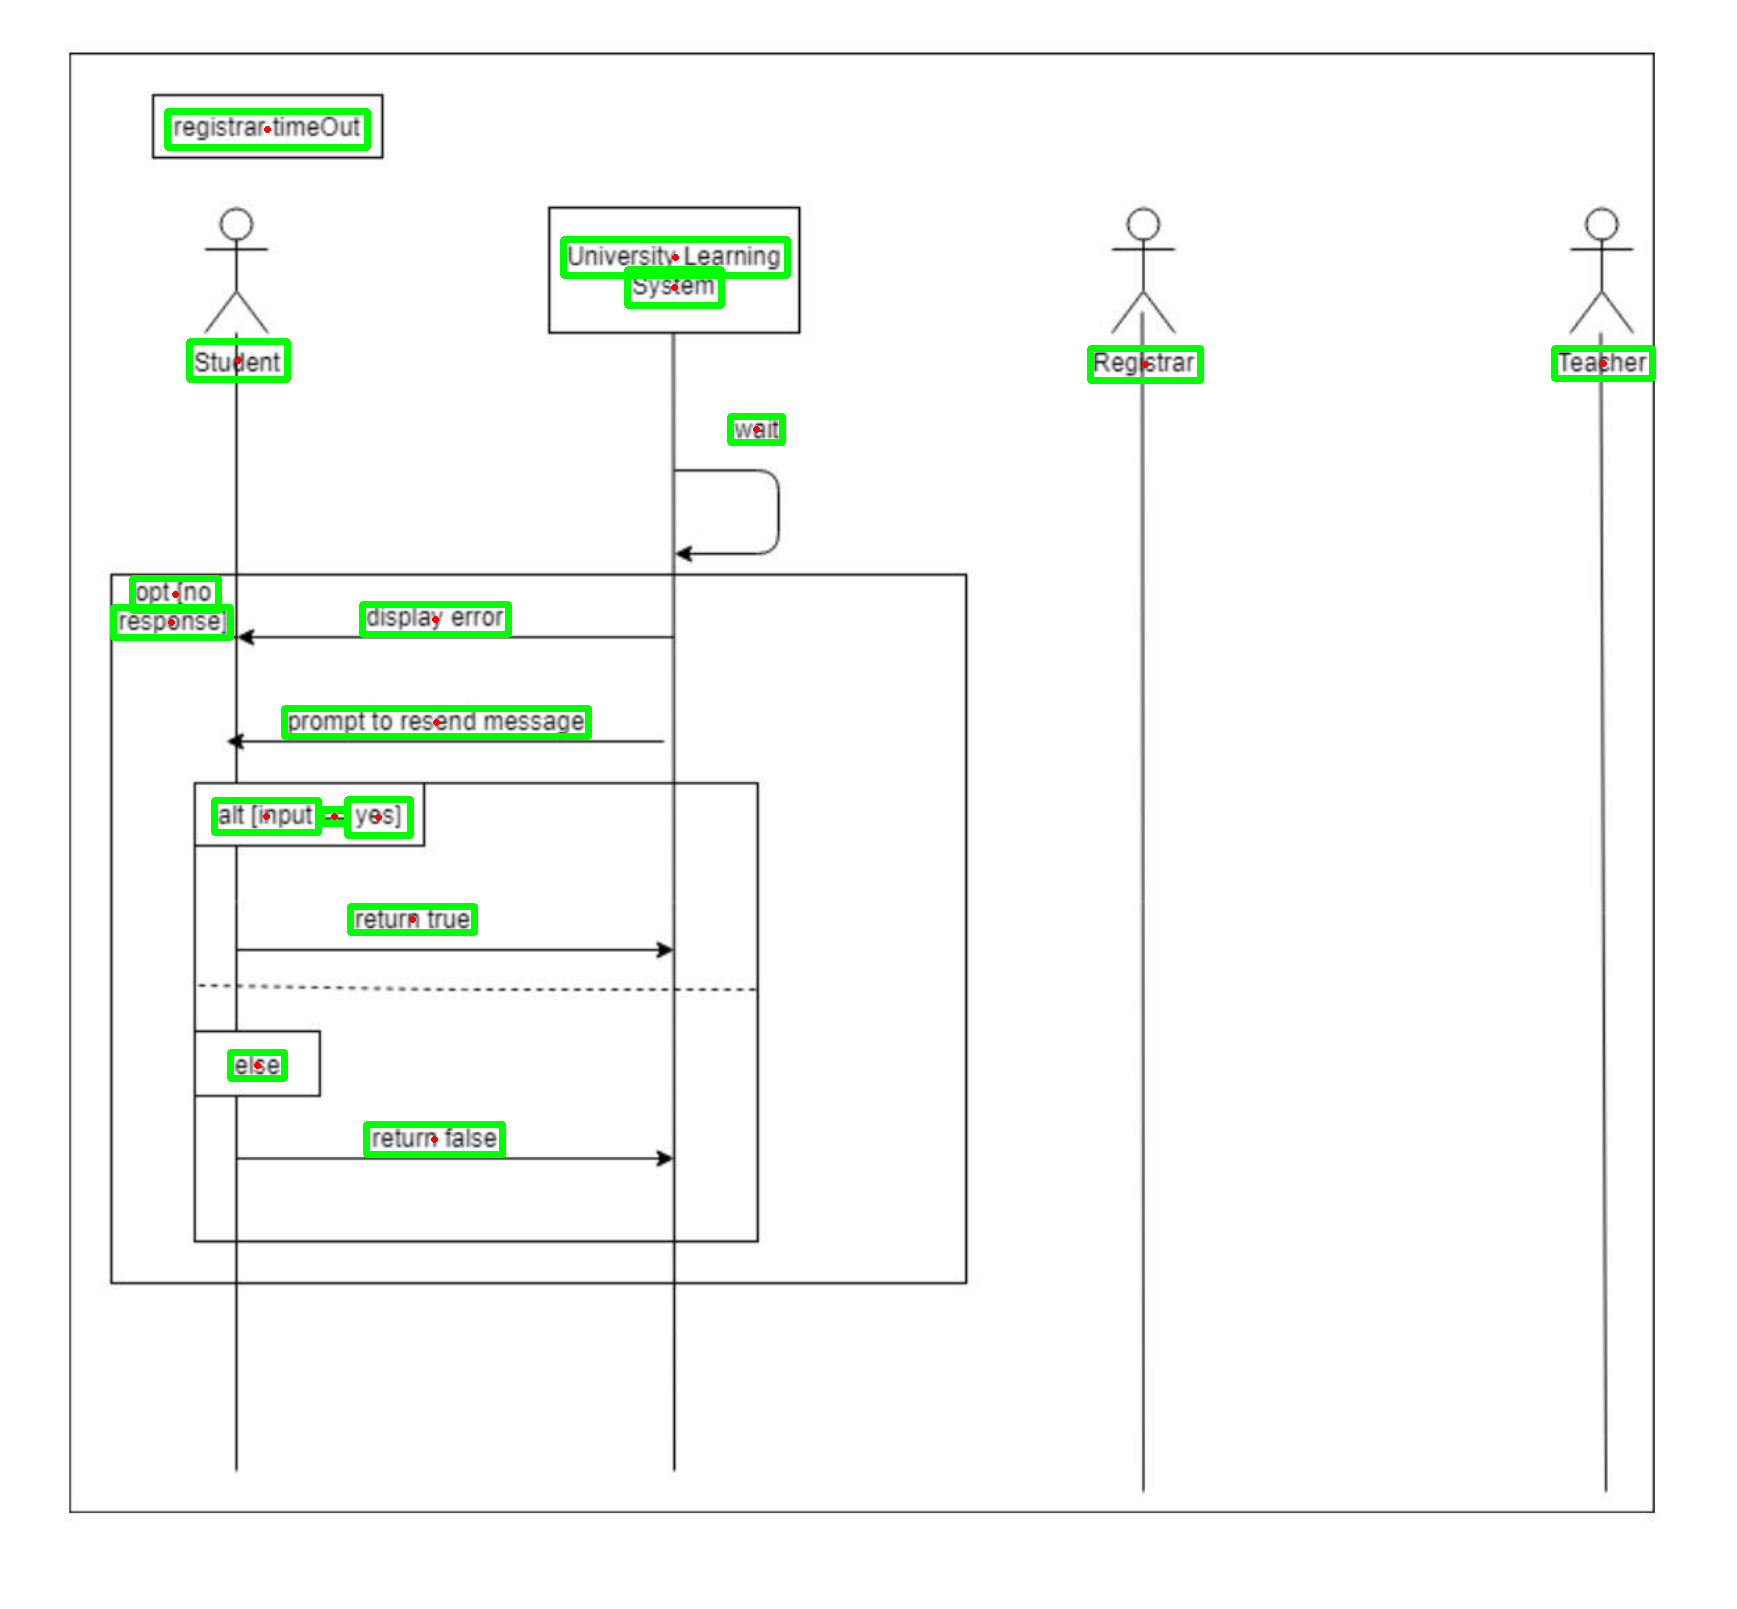 registrar timeOut
University Learning
System
Student
Registrar
Teacher
wait
opt [no
response]
display error
prompt to resend message
alt [input = yes]
return true
else
return false